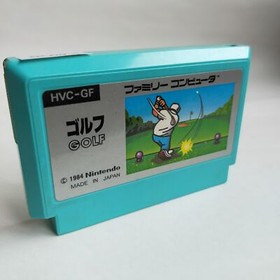 HVC-GF
ファミリー コンピュータ
ゴルフ
GOLF
© 1984 Nintendo
MADE IN JAPAN